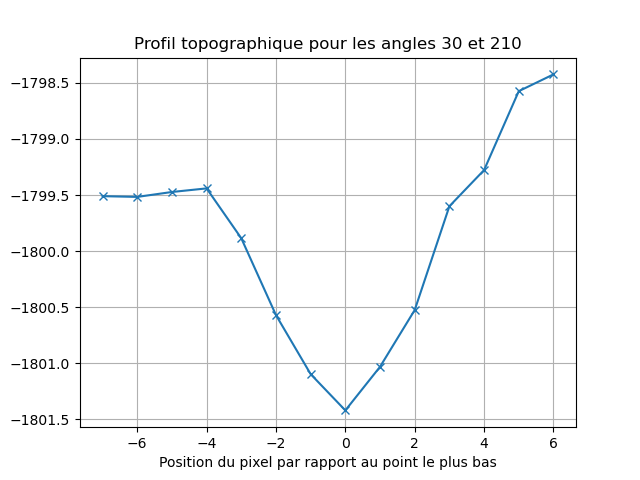 Profil topographique pour les angles 30 et 210
−1798.5
−1799.0
−1799.5
−1800.0
−1800.5
−1801.0
−1801.5
−6 −4 −2 0 2 4 6
Position du pixel par rapport au point le plus bas